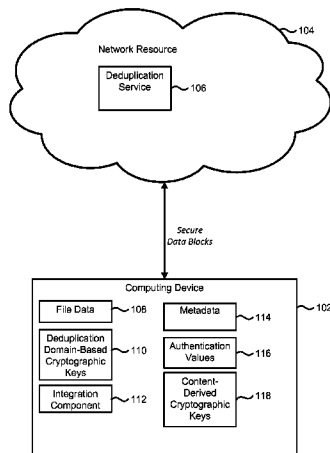 104
Network Resource
Deduplication
Service
106
Secure
Data Blocks
Computing Device
102
File Data
108
Metadata
114
Deduplication
Domain-Based
Cryptographic
Keys
110
Authentication
Values
116
Integration
Component
112
Content-
Derived
Cryptographic
Keys
118